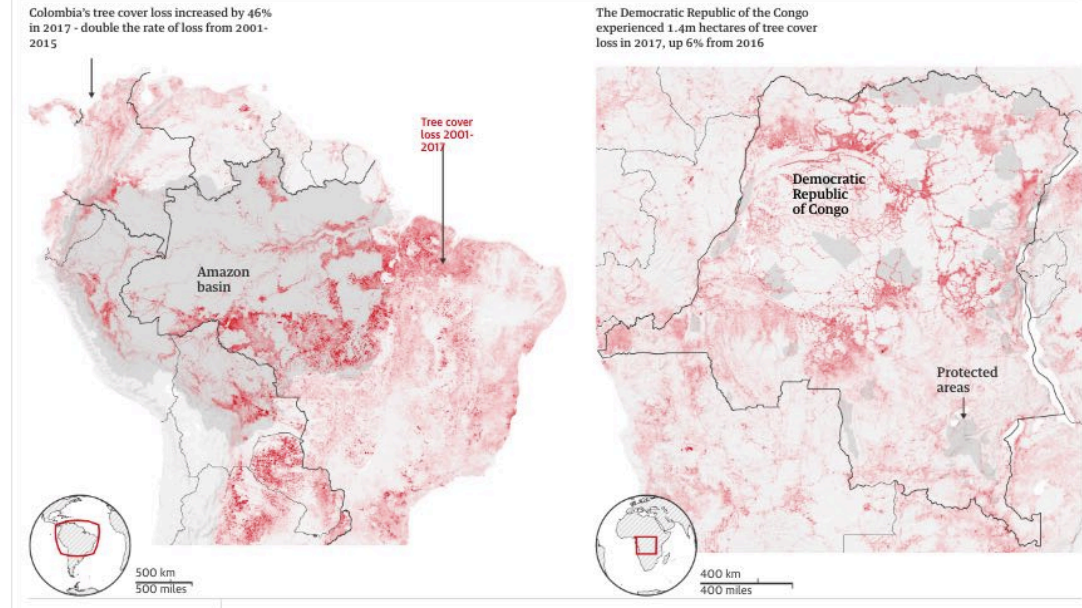 Colombia’s tree cover loss increased by 46%
in 2017 - double the rate of loss from 2001-
2015
Tree cover
loss 2001-
2017
Amazon
basin
500 km
500 miles
The Democratic Republic of the Congo
experienced 1.4m hectares of tree cover
loss in 2017, up 6% from 2016
Democratic
Republic
of Congo
Protected
areas
400 km
400 miles